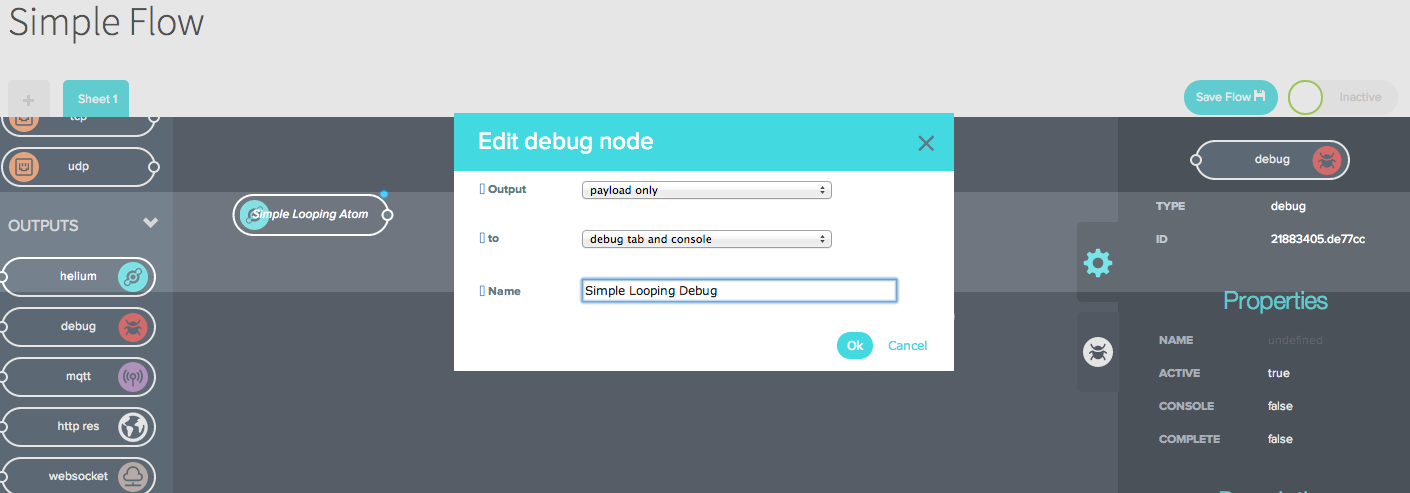 Simple Flow
+
Sheet 1
Save Flow
Inactive
tcp
udp
OUTPUTS
helium
debug
mqtt
http res
websocket
Simple Looping Atom
Edit debug node
Output
payload only
to
debug tab and console
Name
Simple Looping Debug
Ok
Cancel
debug
TYPE debug
ID 21883405.de77cc
Properties
NAME undefined
ACTIVE true
CONSOLE false
COMPLETE false